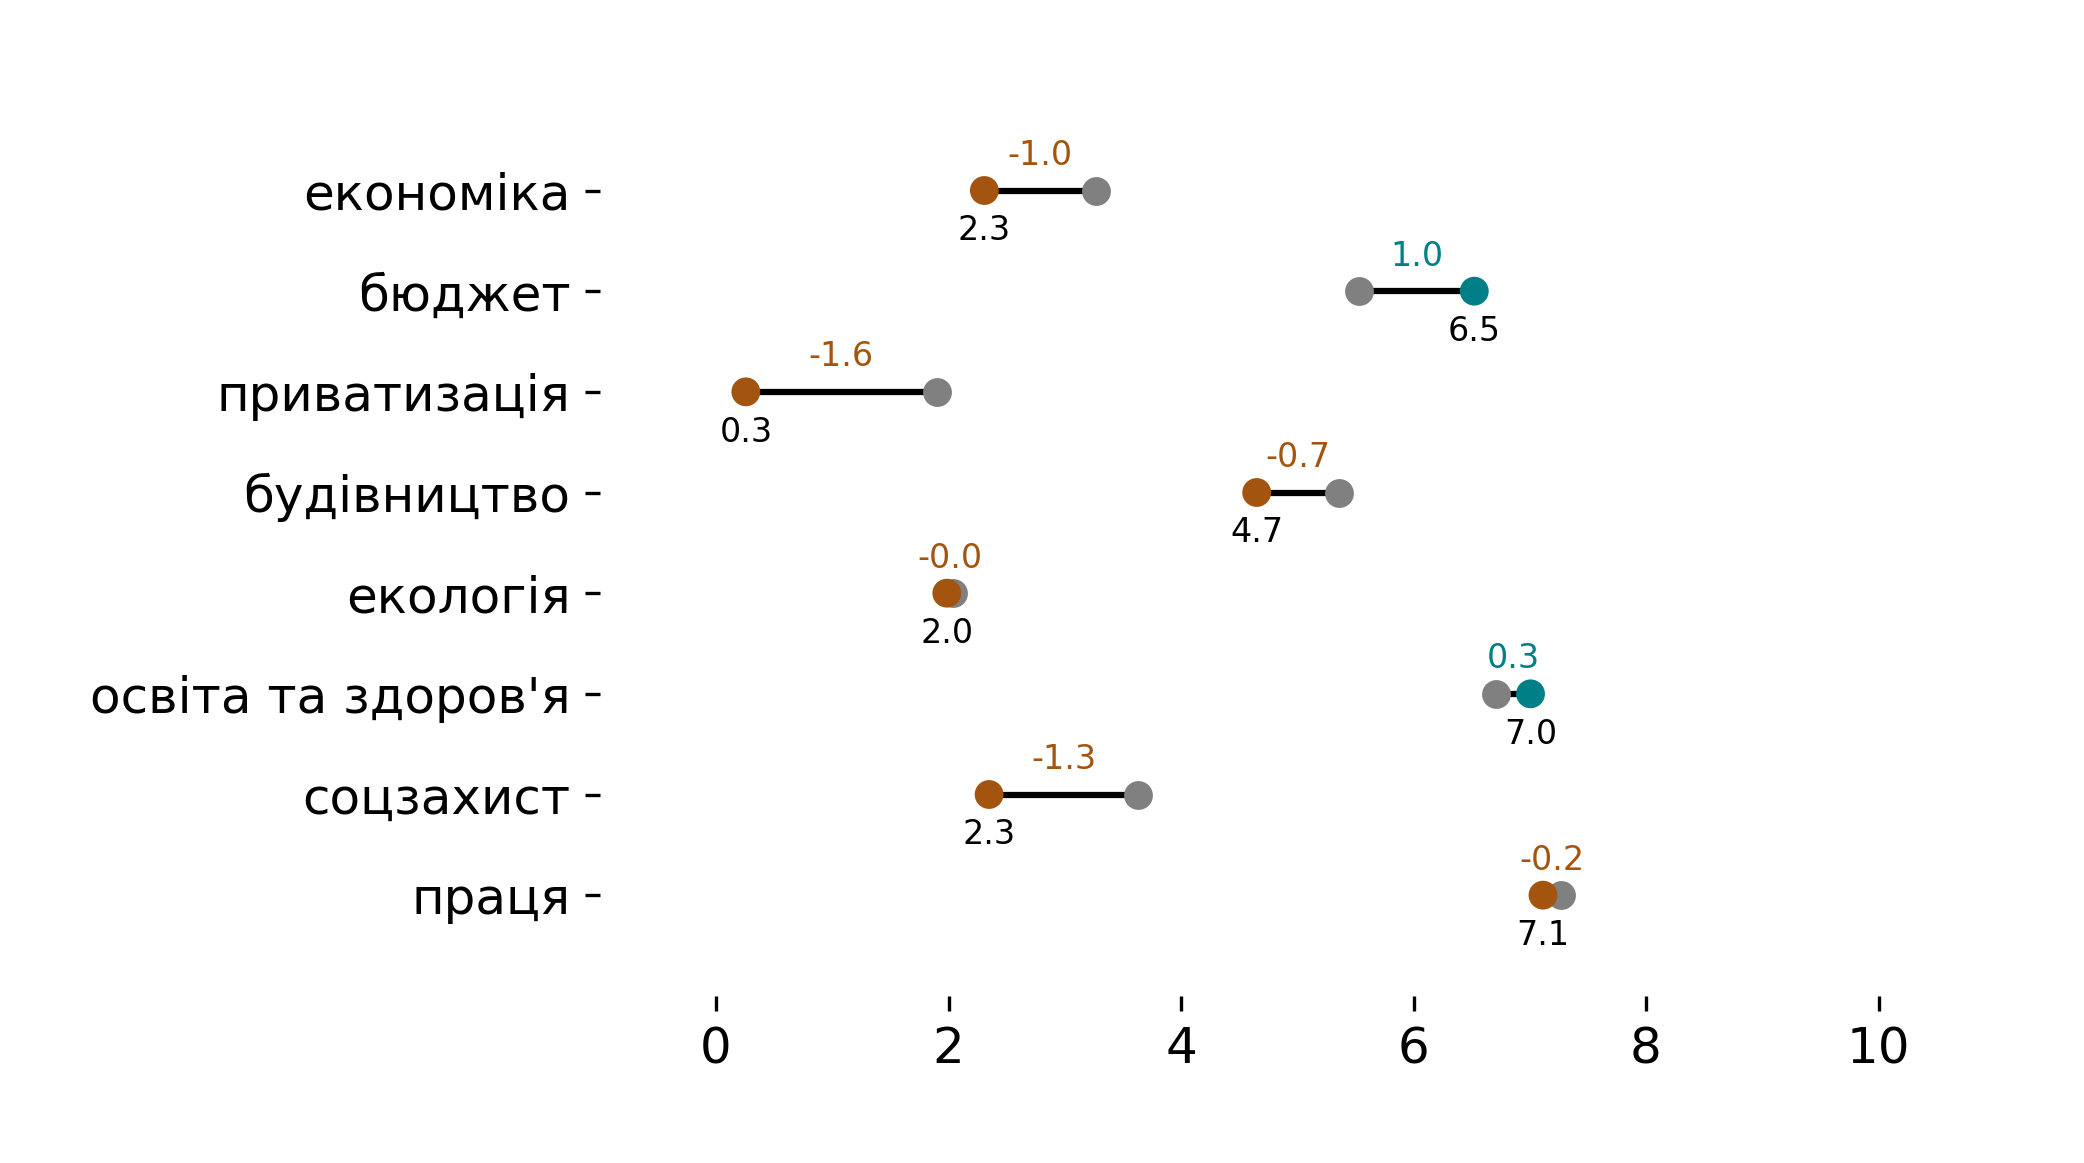 -1.0
економіка
2.3
1.0
бюджет
6.5
-1.6
приватизація
0.3
-0.7
будівництво
4.7
-0.0
екологія
2.0
0.3
освіта та здоров'я
7.0
-1.3
соцзахист
2.3
-0.2
праця
7.1
0 2 4 6 8 10